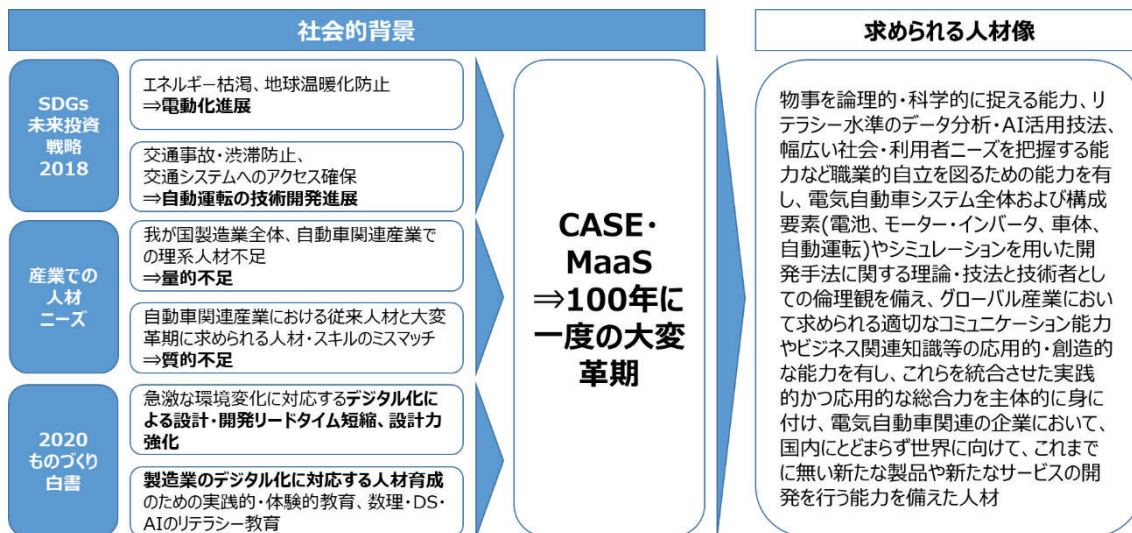 社会的背景
求められる人材像
SDGs
未来投資
戦略
2018
エネルギー枯渇、地球温暖化防止
⇒電動化進展
交通事故・渋滞防止、
交通システムへのアクセス確保
⇒自動運転の技術開発進展
産業での
人材
ニーズ
我が国製造業全体、自動車関連産業で
の理系人材不足
⇒量的不足
自動車関連産業における従来人材と大変
革期に求められる人材・スキルのミスマッチ
⇒質的不足
2020
ものづくり
白書
急激な環境変化に対応するデジタル化に
よる設計・開発リードタイム短縮、設計力
強化
製造業のデジタル化に対応する人材育成
のための実践的・体験的教育、数理・DS・
AIのリテラシー教育
CASE・
MaaS
⇒100年に
一度の大変
革期
物事を論理的・科学的に捉える能力、リ
テラシー水準のデータ分析・AI活用技法、
幅広い社会・利用者ニーズを把握する能
力など職業的自立を図るための能力を有
し、電気自動車システム全体および構成
要素(電池、モーター・インバータ、車体、
自動運転)やシミュレーションを用いた開
発手法に関する理論・技法と技術者とし
ての倫理観を備え、グローバル産業におい
て求められる適切なコミュニケーション能力
やビジネス関連知識等の応用的・創造的
な能力を有し、これらを統合させた実践
的かつ応用的な総合力を主体的に身に
付け、電気自動車関連の企業において、
国内にとどまらず世界に向けて、これまで
に無い新たな製品や新たなサービスの開
発を行う能力を備えた人材